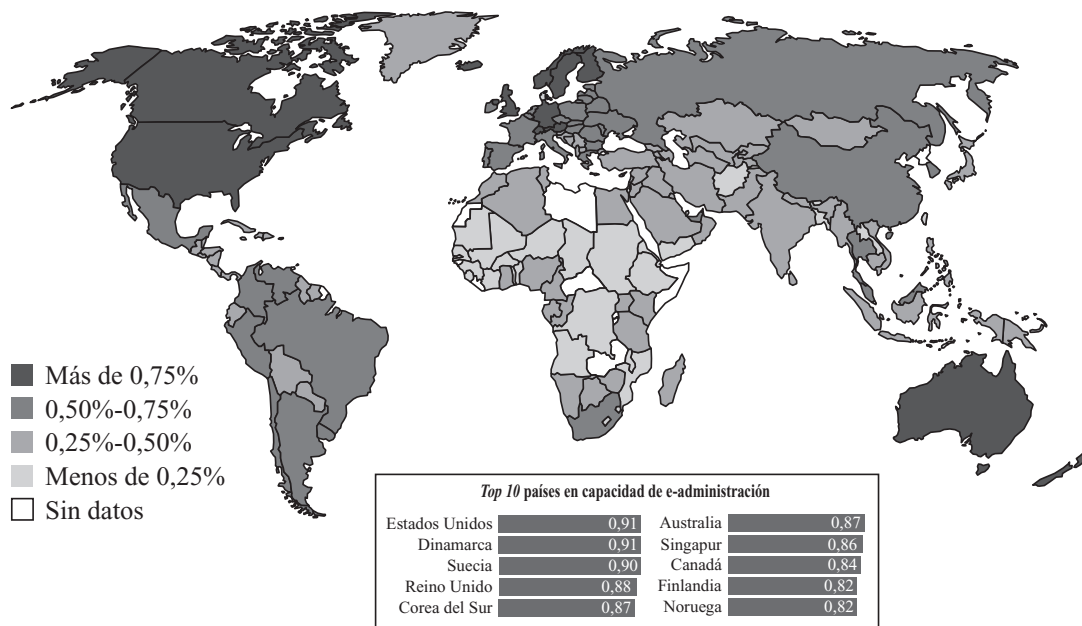 Más de 0,75%
0,50%-0,75%
0,25%-0,50%
Menos de 0,25%
Sin datos
Top 10 países en capacidad de e-administración
Estados Unidos 0,91
Dinamarca 0,91
Suecia 0,90
Reino Unido 0,88
Corea del Sur 0,87
Australia 0,87
Singapur 0,86
Canadá 0,84
Finlandia 0,82
Noruega 0,82